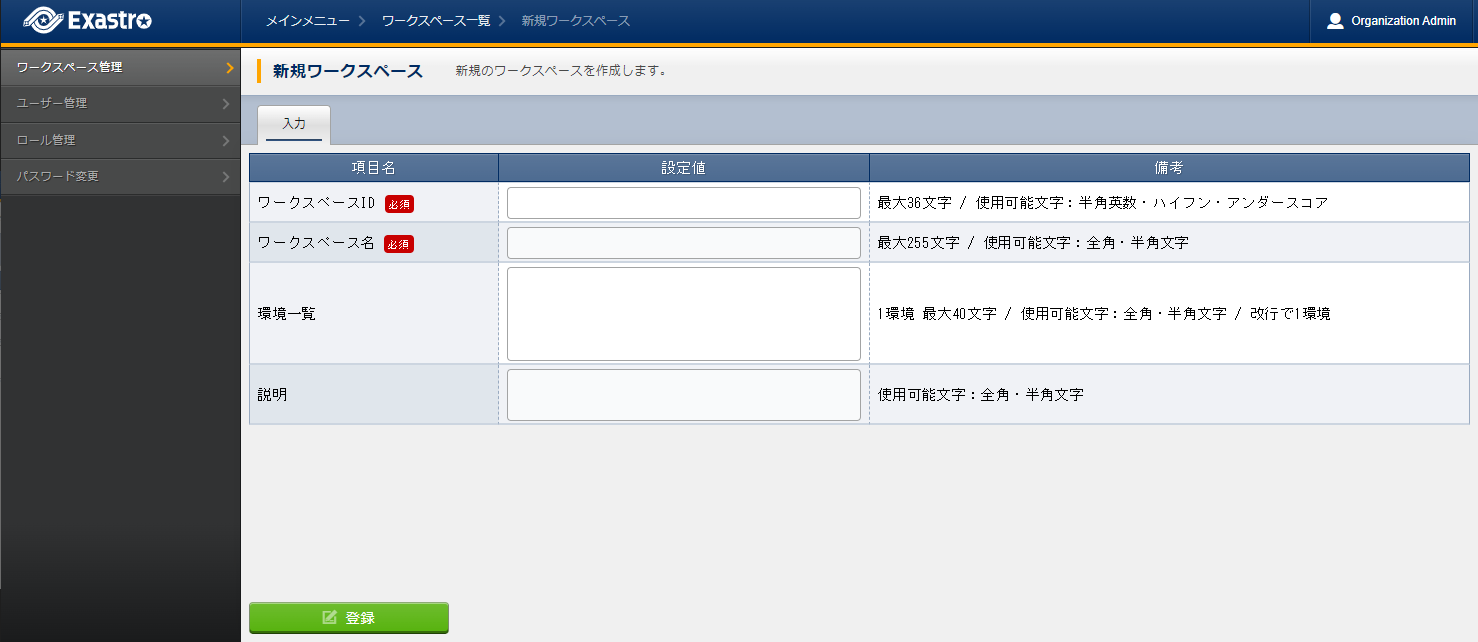 Exastro
メインメニュー ワークスペース一覧 新規ワークスペース
Organization Admin
ワークスペース管理
ユーザー管理
ロール管理
パスワード変更
新規ワークスペース 新規のワークスペースを作成します。
入力
項目名 設定値 備考
ワークスペースID 必須 最大36文字 / 使用可能文字：半角英数・ハイフン・アンダースコア
ワークスペース名 必須 最大255文字 / 使用可能文字：全角・半角文字
環境一覧 1環境 最大40文字 / 使用可能文字：全角・半角文字 / 改行で1環境
説明 使用可能文字：全角・半角文字
登録